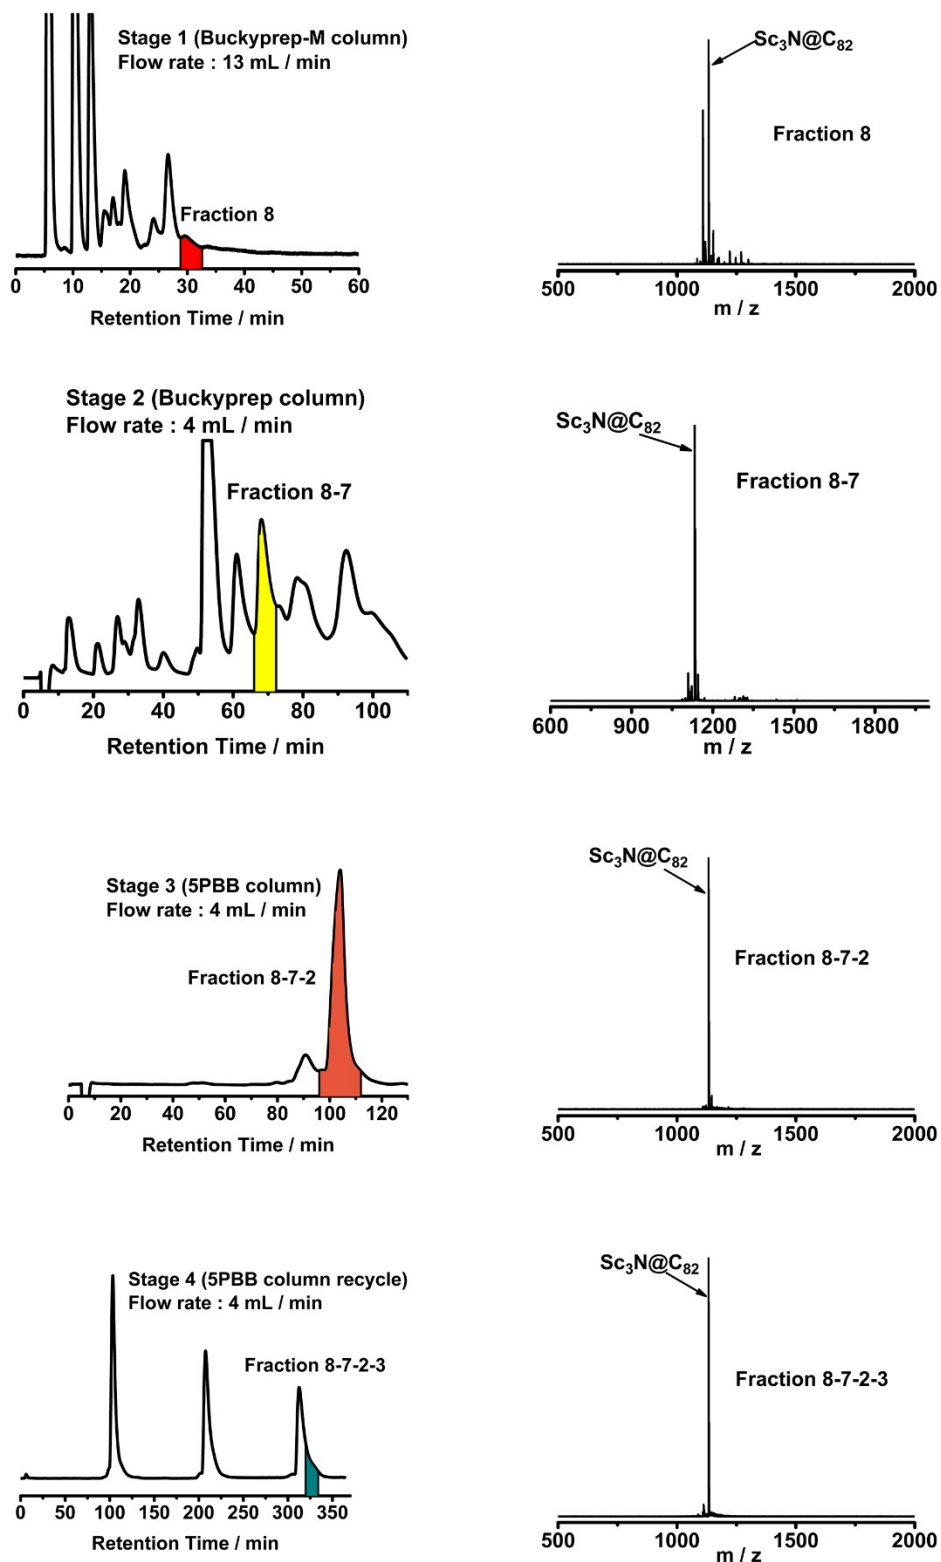 Stage 1 (Buckyprep-M column)
Flow rate : 13 mL / min
Fraction 8
0 10 20 30 40 50 60
Retention Time / min
Sc₃N@C₈₂
Fraction 8
500 1000 1500 2000
m / z
Stage 2 (Buckyprep column)
Flow rate : 4 mL / min
Fraction 8-7
0 20 40 60 80 100
Retention Time / min
Sc₃N@C₈₂
Fraction 8-7
600 900 1200 1500 1800
m / z
Stage 3 (5PBB column)
Flow rate : 4 mL / min
Fraction 8-7-2
0 20 40 60 80 100 120
Retention Time / min
Sc₃N@C₈₂
Fraction 8-7-2
500 1000 1500 2000
m / z
Stage 4 (5PBB column recycle)
Flow rate : 4 mL / min
Fraction 8-7-2-3
0 50 100 150 200 250 300 350
Retention Time / min
Sc₃N@C₈₂
Fraction 8-7-2-3
500 1000 1500 2000
m / z